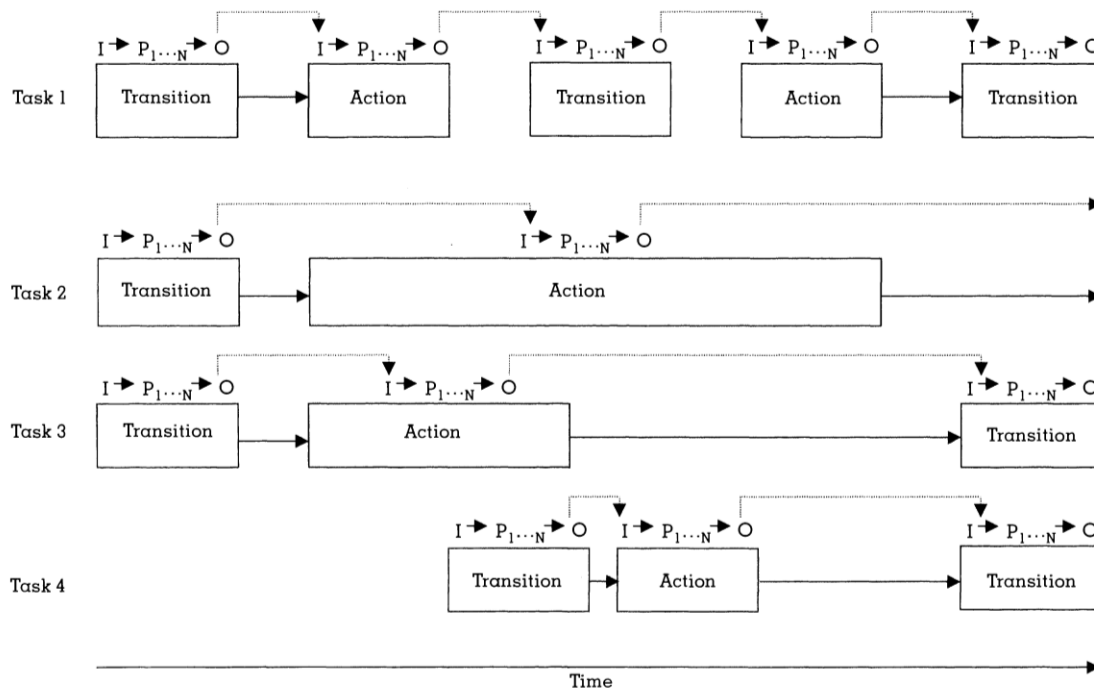 I P1...N O I P1...N O I P1...N O I P1...N O I P1...N O
Task 1 Transition Action Transition Action Transition
I P1...N O I P1...N O
Task 2 Transition Action
I P1...N O I P1...N O I P1...N O
Task 3 Transition Action Transition
I P1...N O I P1...N O I P1...N O
Task 4 Transition Action Transition
Time